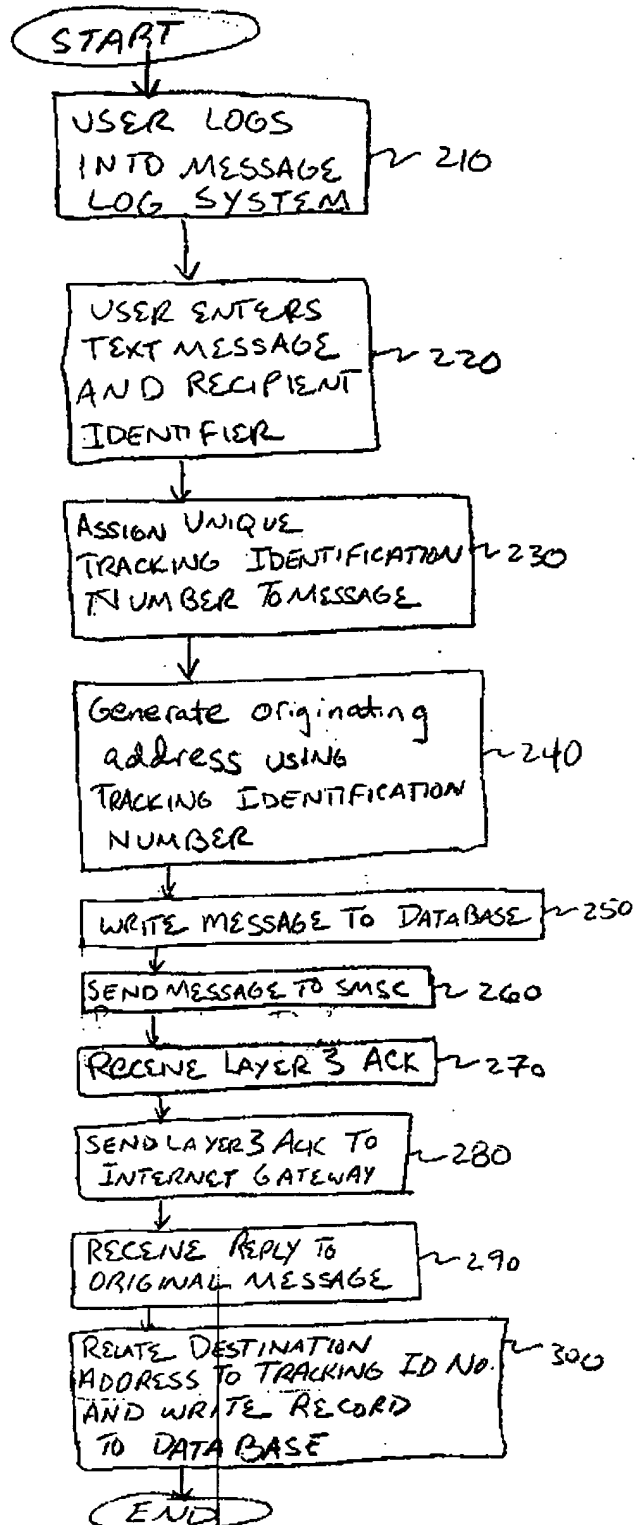 START
USER LOGS
INTO MESSAGE
LOG SYSTEM
210
USER ENTERS
TEXT MESSAGE
AND RECIPIENT
IDENTIFIER
220
ASSIGN UNIQUE
TRACKING IDENTIFICATION
NUMBER TO MESSAGE
230
Generate originating
address USING
TRACKING IDENTIFICATION
NUMBER
240
WRITE MESSAGE TO DATABASE
250
SEND MESSAGE TO SMSC
260
RECEIVE LAYER 3 ACK
270
SEND LAYER 3 ACK TO
INTERNET GATEWAY
280
RECEIVE REPLY TO
ORIGINAL MESSAGE
290
RELATE DESTINATION
ADDRESS TO TRACKING ID NO.
AND WRITE RECORD
TO DATABASE
300
END